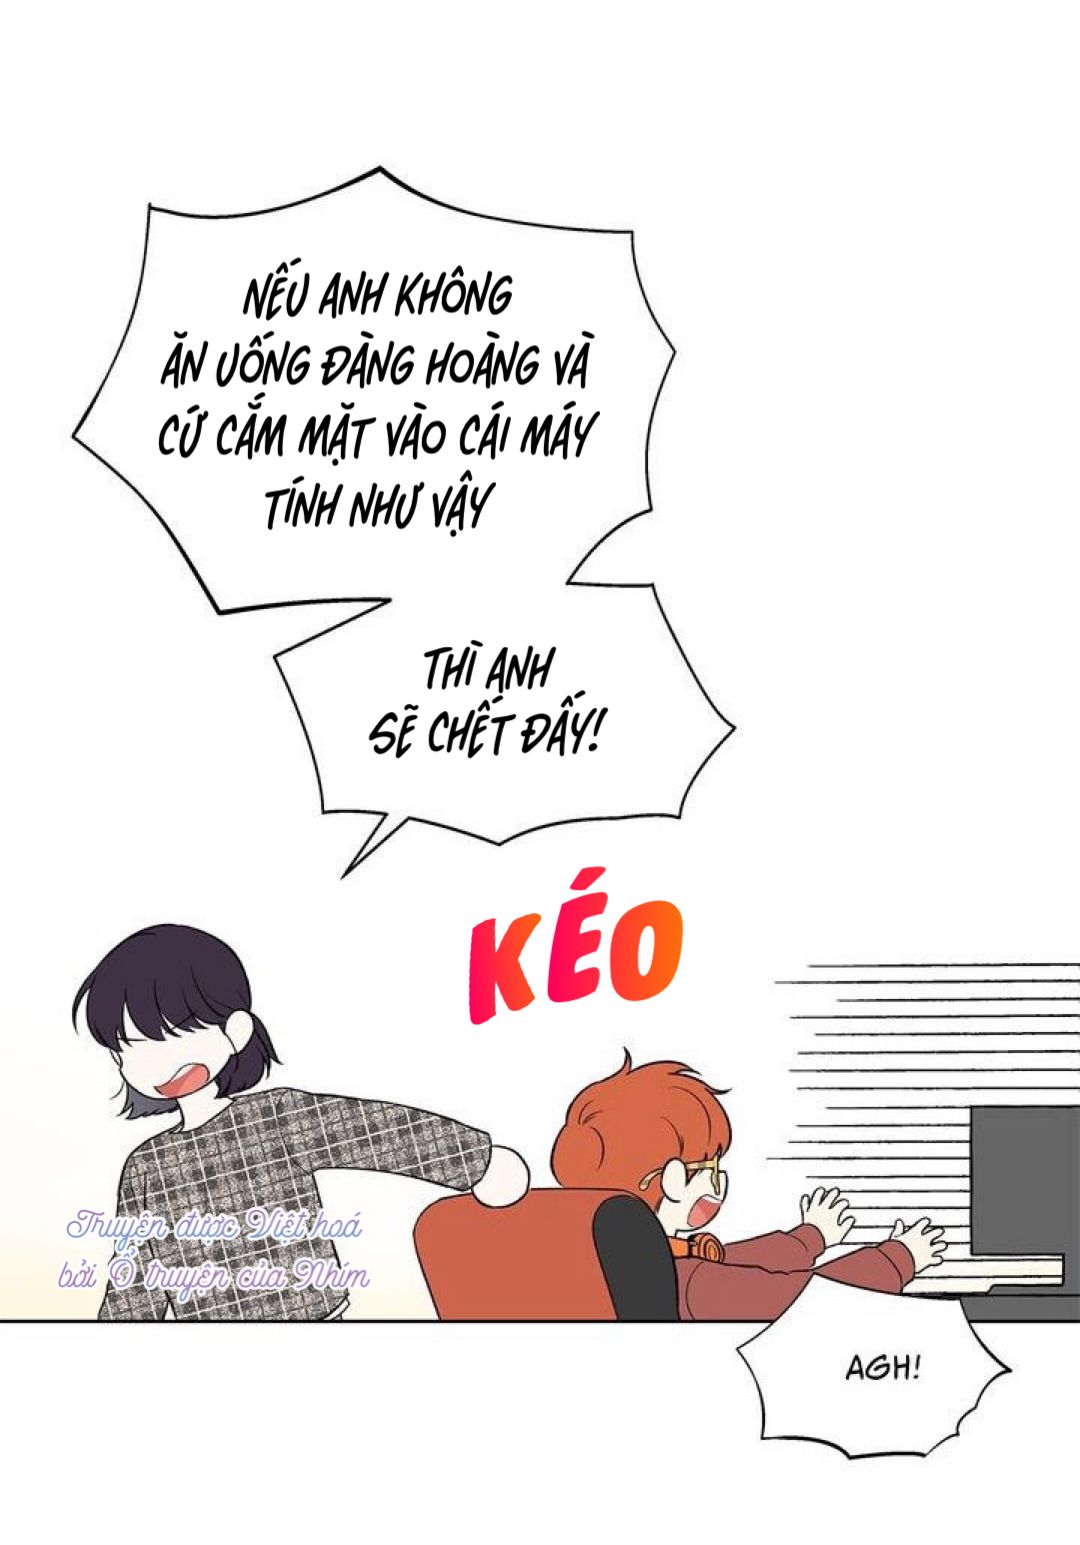 NẾU ANH KHÔNG
ĂN UỐNG ĐÀNG HOÀNG VÀ
CỨ CẮM MẶT VÀO CÁI MÁY
TÍNH NHƯ VẬY
THÌ ANH
SẼ CHẾT ĐẤY!
KÉO
Truyện được Việt hoá
bởi Ổ truyện của Nhím
AGH!